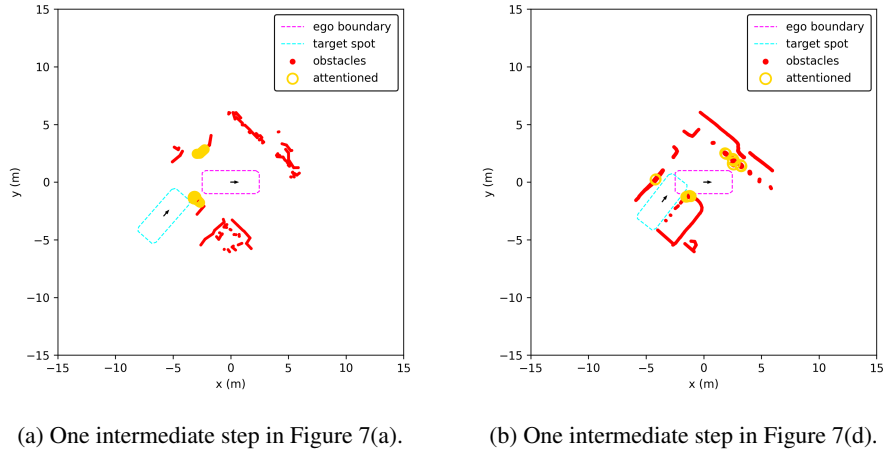 15
10
5
0
−5
−10
−15
−15
−10
−5
0
5
10
15
x (m)
y (m)
ego boundary
target spot
obstacles
attentioned
(a) One intermediate step in Figure 7(a).
15
10
5
0
−5
−10
−15
−15
−10
−5
0
5
10
15
x (m)
y (m)
ego boundary
target spot
obstacles
attentioned
(b) One intermediate step in Figure 7(d).